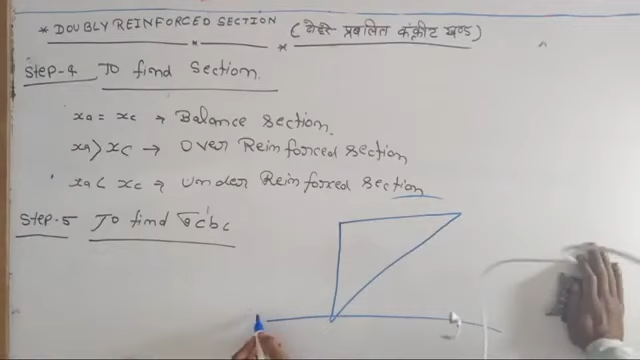 * DOUBLY REINFORCED SECTION (दोहरे प्रबलित कंक्रीट खण्ड)
Step-4 To find Section.
xa = xc → Balance section.
xa > xc → Over Reinforced section
xa < xc → Under Reinforced section
Step-5 To find σcbc